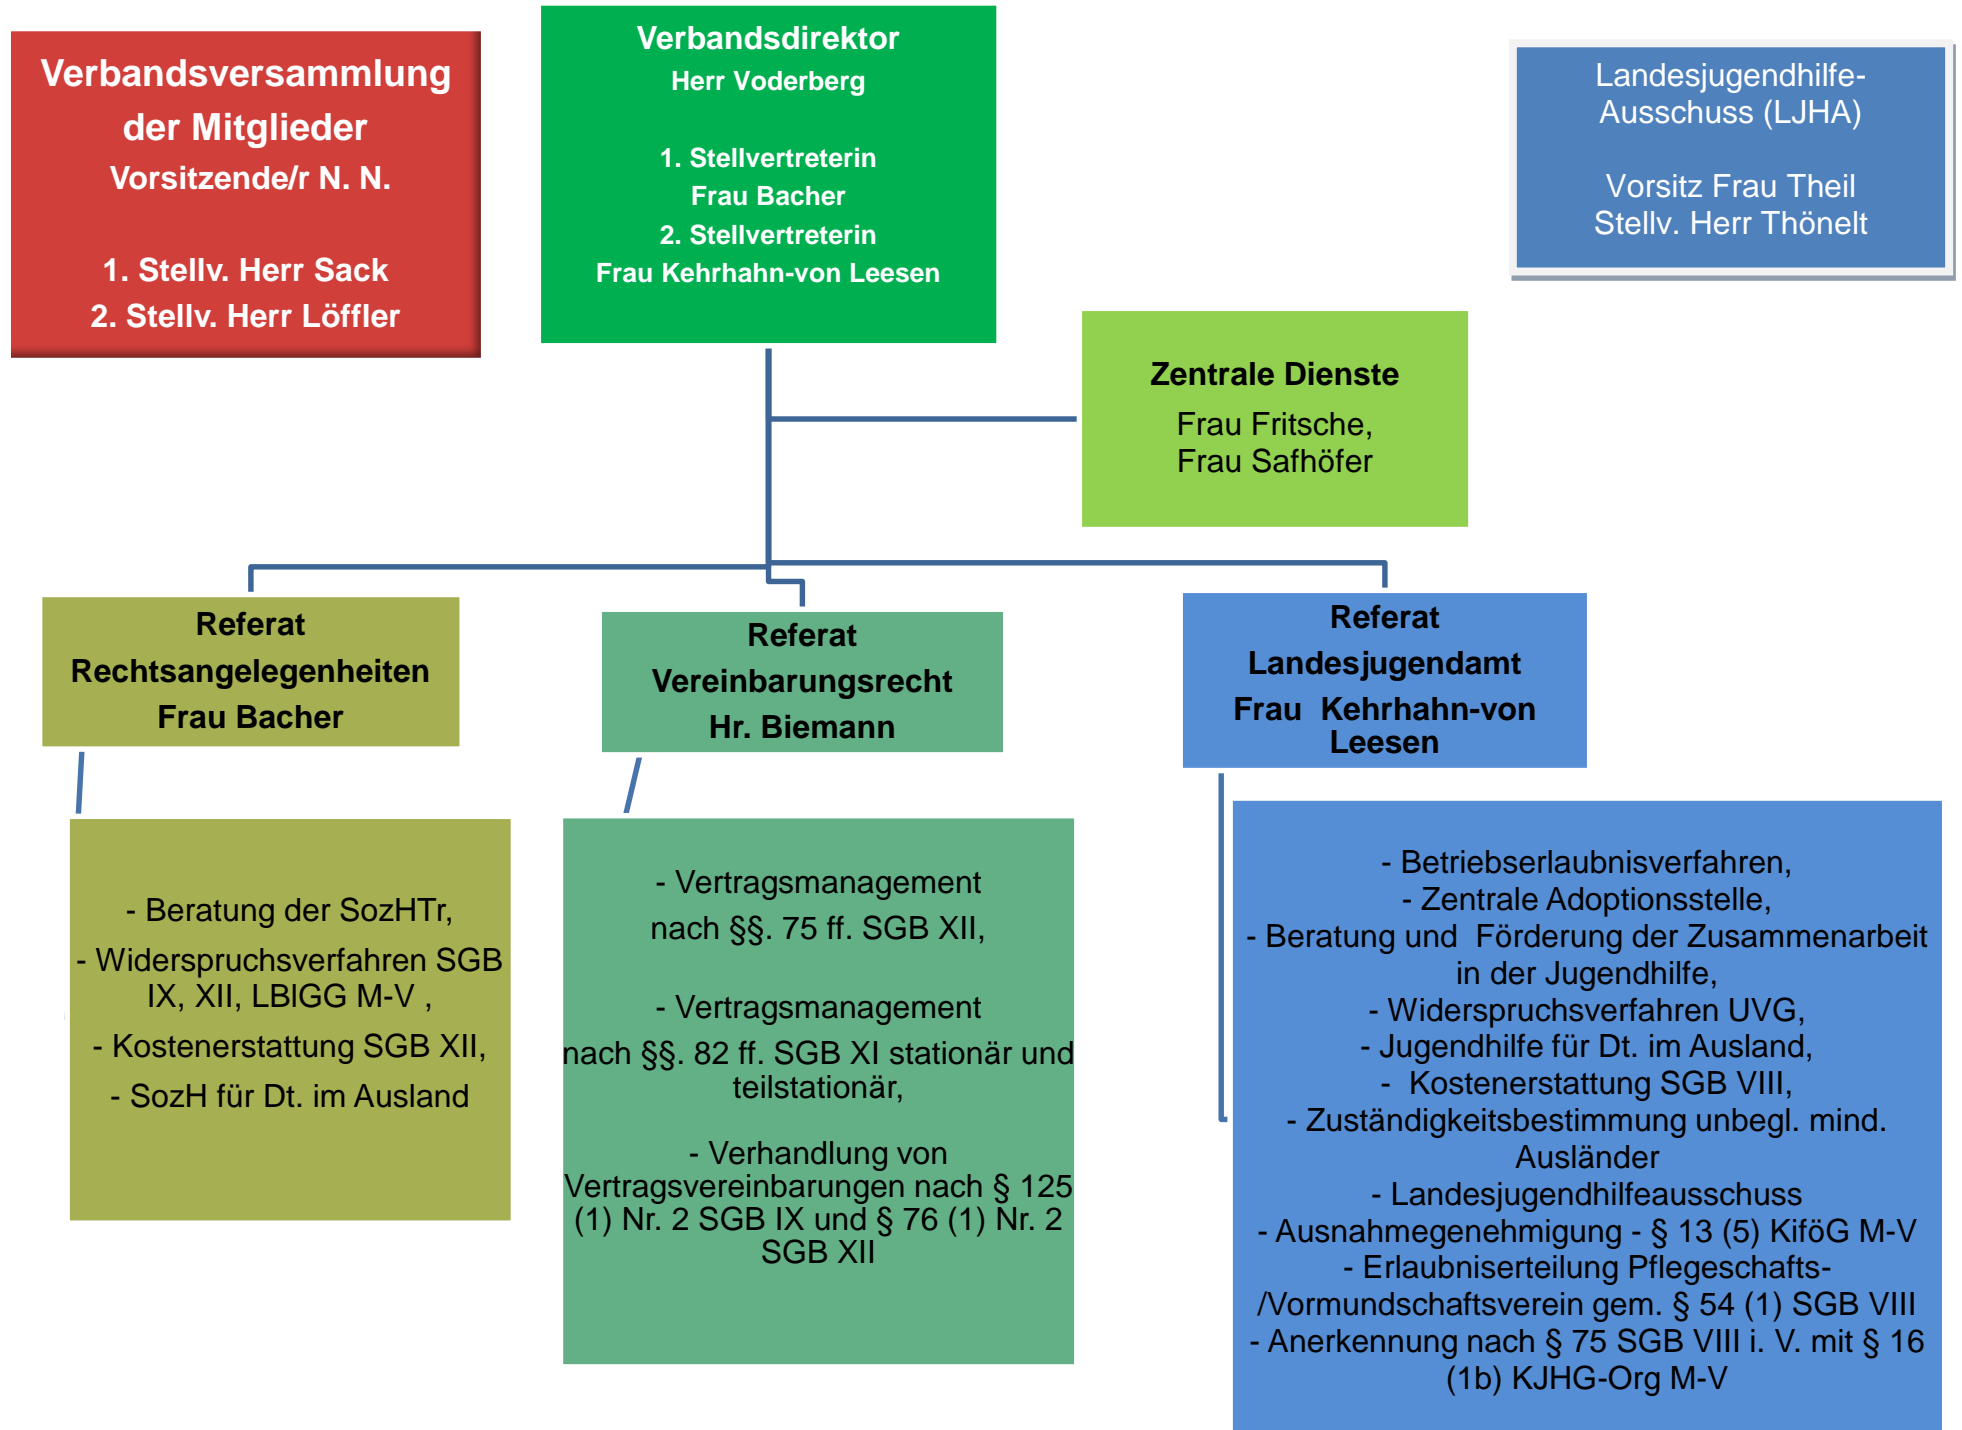 Verbandsversammlung
der Mitglieder
Vorsitzende/r N. N.
1. Stellv. Herr Sack
2. Stellv. Herr Löffler
Verbandsdirektor
Herr Voderberg
1. Stellvertreterin
Frau Bacher
2. Stellvertreterin
Frau Kehrhahn-von Leesen
Landesjugendhilfe-
Ausschuss (LJHA)
Vorsitz Frau Theil
Stellv. Herr Thönelt
Zentrale Dienste
Frau Fritsche,
Frau Safhöfer
Referat
Rechtsangelegenheiten
Frau Bacher
Referat
Vereinbarungsrecht
Hr. Biemann
Referat
Landesjugendamt
Frau  Kehrhahn-von
Leesen
- Beratung der SozHTr,
- Widerspruchsverfahren SGB
IX, XII, LBlGG M-V ,
- Kostenerstattung SGB XII,
- SozH für Dt. im Ausland
- Vertragsmanagement
nach §§. 75 ff. SGB XII,
- Vertragsmanagement
nach §§. 82 ff. SGB XI stationär und
teilstationär,
- Verhandlung von
Vertragsvereinbarungen nach § 125
(1) Nr. 2 SGB IX und § 76 (1) Nr. 2
SGB XII
- Betriebserlaubnisverfahren,
- Zentrale Adoptionsstelle,
- Beratung und  Förderung der Zusammenarbeit
in der Jugendhilfe,
- Widerspruchsverfahren UVG,
- Jugendhilfe für Dt. im Ausland,
-  Kostenerstattung SGB VIII,
- Zuständigkeitsbestimmung unbegl. mind.
Ausländer
- Landesjugendhilfeausschuss
- Ausnahmegenehmigung - § 13 (5) KiföG M-V
- Erlaubniserteilung Pflegeschafts-
/Vormundschaftsverein gem. § 54 (1) SGB VIII
- Anerkennung nach § 75 SGB VIII i. V. mit § 16
(1b) KJHG-Org M-V